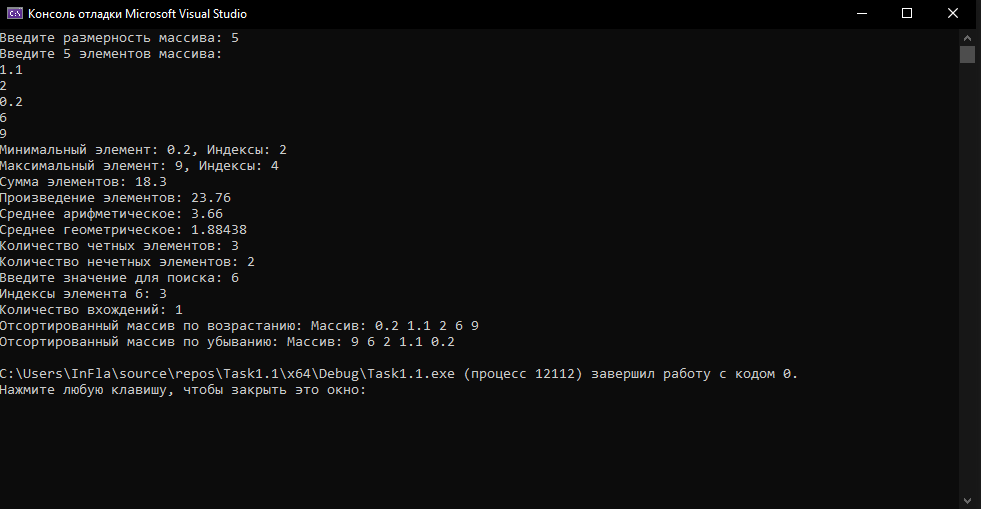 Консоль отладки Microsoft Visual Studio
Введите размерность массива: 5
Введите 5 элементов массива:
1.1
2
0.2
6
9
Минимальный элемент: 0.2, Индексы: 2
Максимальный элемент: 9, Индексы: 4
Сумма элементов: 18.3
Произведение элементов: 23.76
Среднее арифметическое: 3.66
Среднее геометрическое: 1.88438
Количество четных элементов: 3
Количество нечетных элементов: 2
Введите значение для поиска: 6
Индексы элемента 6: 3
Количество вхождений: 1
Отсортированный массив по возрастанию: Массив: 0.2 1.1 2 6 9
Отсортированный массив по убыванию: Массив: 9 6 2 1.1 0.2
C:\Users\InFla\source\repos\Task1.1\x64\Debug\Task1.1.exe (процесс 12112) завершил работу с кодом 0.
Нажмите любую клавишу, чтобы закрыть это окно: